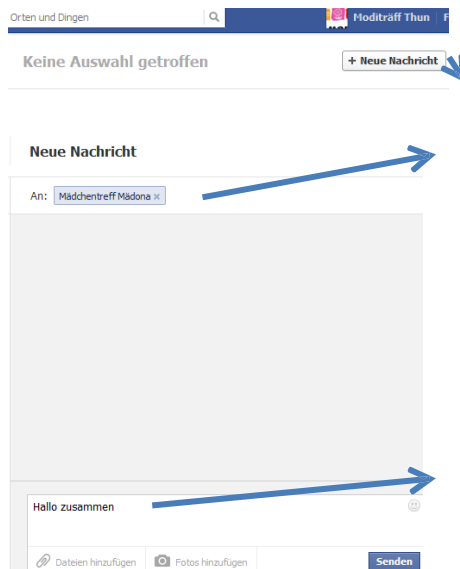 Orten und Dingen
Moditräff Thun F
Keine Auswahl getroffen
+ Neue Nachricht
Neue Nachricht
An: Mädchentreff Mädona ×
Hallo zusammen
Dateien hinzufügen Fotos hinzufügen Senden